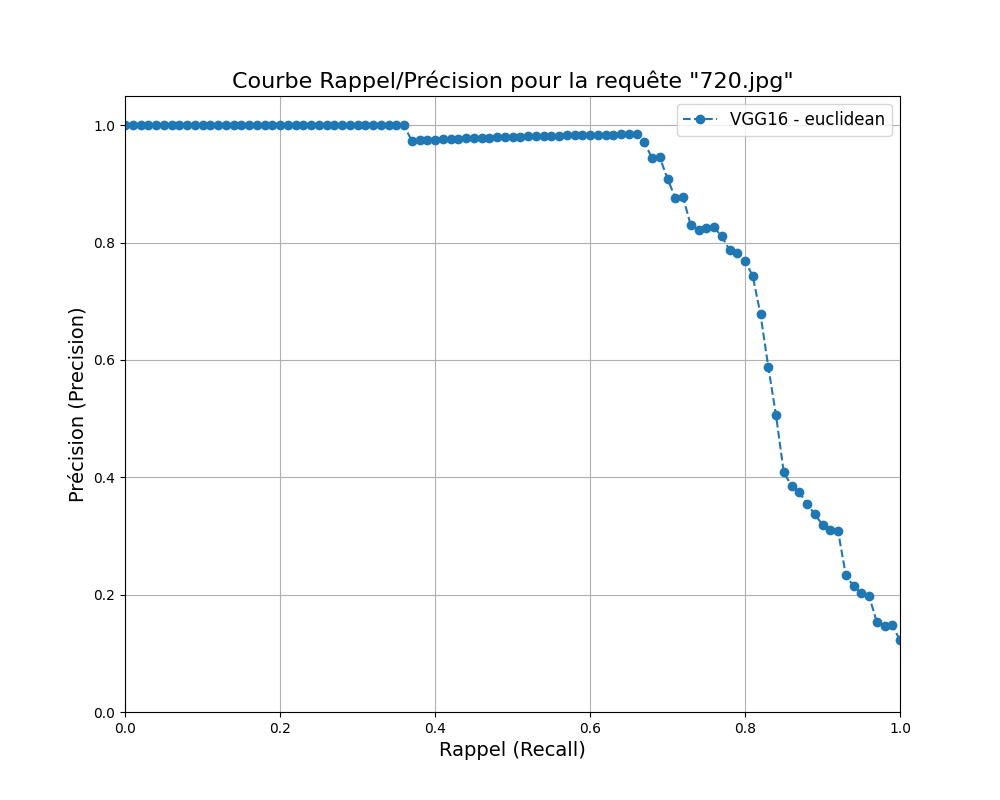 Courbe Rappel/Précision pour la requête "720.jpg"
VGG16 - euclidean
Précision (Precision)
1.0
0.8
0.6
0.4
0.2
0.0
0.0 0.2 0.4 0.6 0.8 1.0
Rappel (Recall)